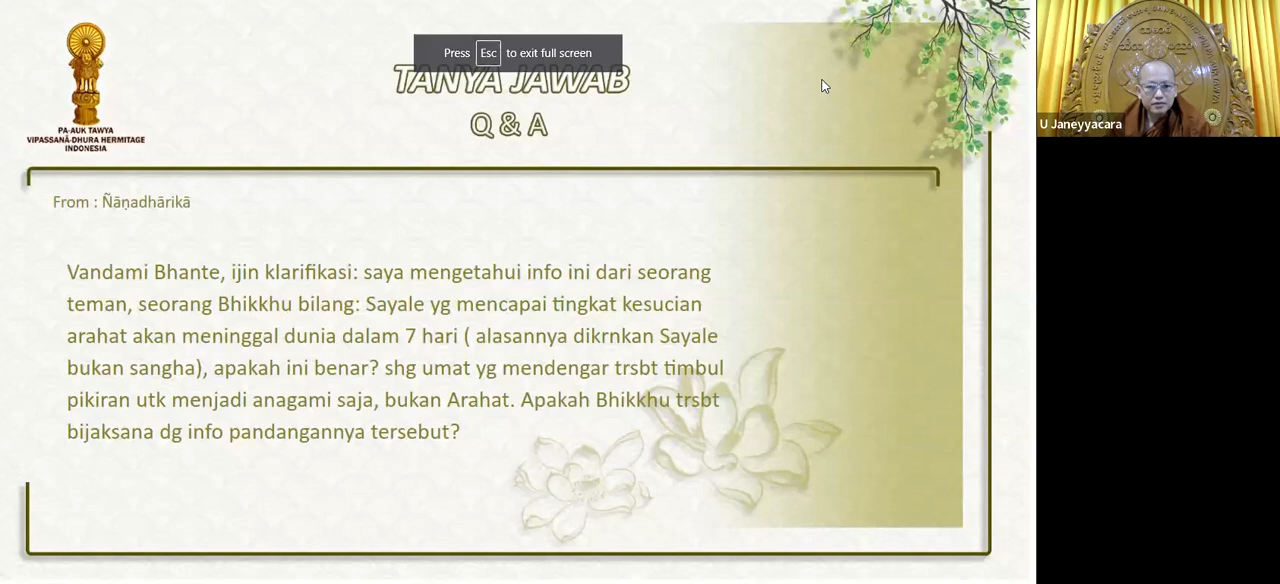 Press Esc to exit full screen
TANYA JAWAB
Q & A
PA-AUK TAWYA
VIPASSANĀ-DHURA HERMITAGE
INDONESIA
U Janeyyacara
From : Ñāṇadhārikā
Vandami Bhante, ijin klarifikasi: saya mengetahui info ini dari seorang
teman, seorang Bhikkhu bilang: Sayale yg mencapai tingkat kesucian
arahat akan meninggal dunia dalam 7 hari ( alasannya dikrnkan Sayale
bukan sangha), apakah ini benar? shg umat yg mendengar trsbt timbul
pikiran utk menjadi anagami saja, bukan Arahat. Apakah Bhikkhu trsbt
bijaksana dg info pandangannya tersebut?